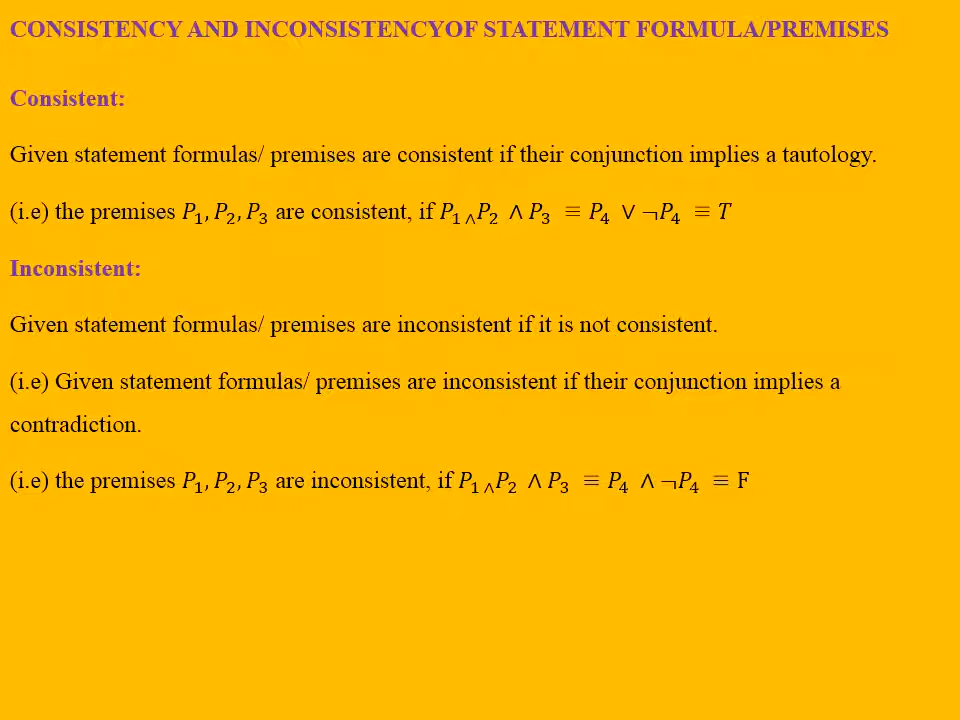 CONSISTENCY AND INCONSISTENCYOF STATEMENT FORMULA/PREMISES
Consistent:
Given statement formulas/ premises are consistent if their conjunction implies a tautology.
(i.e) the premises P₁, P₂, P₃ are consistent, if P₁ ∧P₂ ∧ P₃ ≡ P₄ ∨ ¬P₄ ≡ T
Inconsistent:
Given statement formulas/ premises are inconsistent if it is not consistent.
(i.e) Given statement formulas/ premises are inconsistent if their conjunction implies a
contradiction.
(i.e) the premises P₁, P₂, P₃ are inconsistent, if P₁ ∧P₂ ∧ P₃ ≡ P₄ ∧ ¬P₄ ≡ F